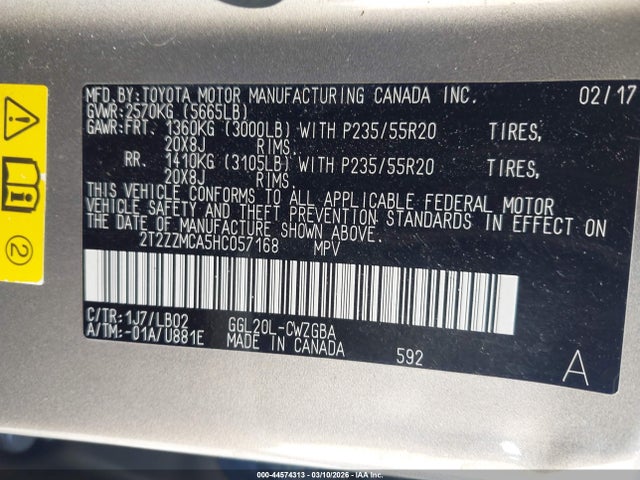 MFD.BY:TOYOTA MOTOR MANUFACTURING CANADA INC. 02/17
GVWR:2570KG (5665LB)
GAWR:FRT. 1360KG (3000LB) WITH P235/55R20 TIRES,
20X8J RIMS.
RR. 1410KG (3105LB) WITH P235/55R20 TIRES,
20X8J RIMS.
THIS VEHICLE CONFORMS TO ALL APPLICABLE FEDERAL MOTOR
VEHICLE SAFETY AND THEFT PREVENTION STANDARDS IN EFFECT ON
THE DATE OF MANUFACTURE SHOWN ABOVE.
2T2ZZMCA5HC057168 MPV
C/TR:1J7/LB02 GGL20L-CWZGBA
A/TM:-01A/U881E MADE IN CANADA 592 A
2
00-44574313 - 03/10/2026 - IAA Inc.